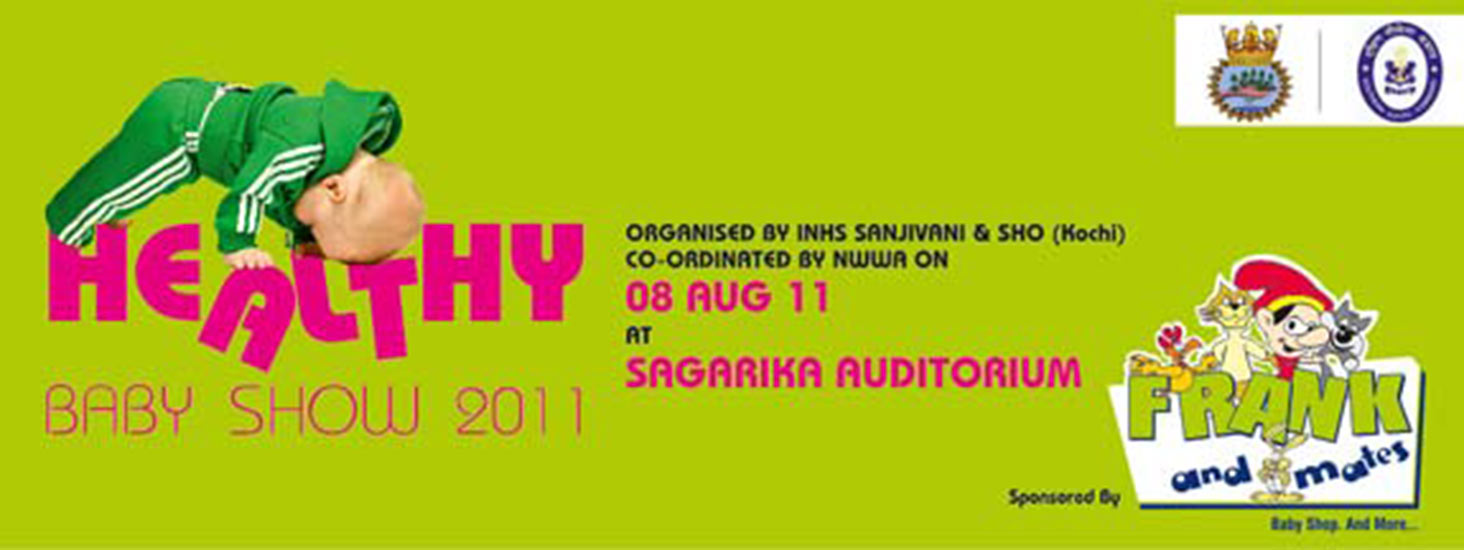 HEALTHY
BABY SHOW 2011
ORGANISED BY INHS SANJIVANI & SHO (Kochi)
CO-ORDINATED BY NWWA ON
08 AUG 11
AT
SAGARIKA AUDITORIUM
Sponsored By
FRANK
and mates
Baby Shop. And More...